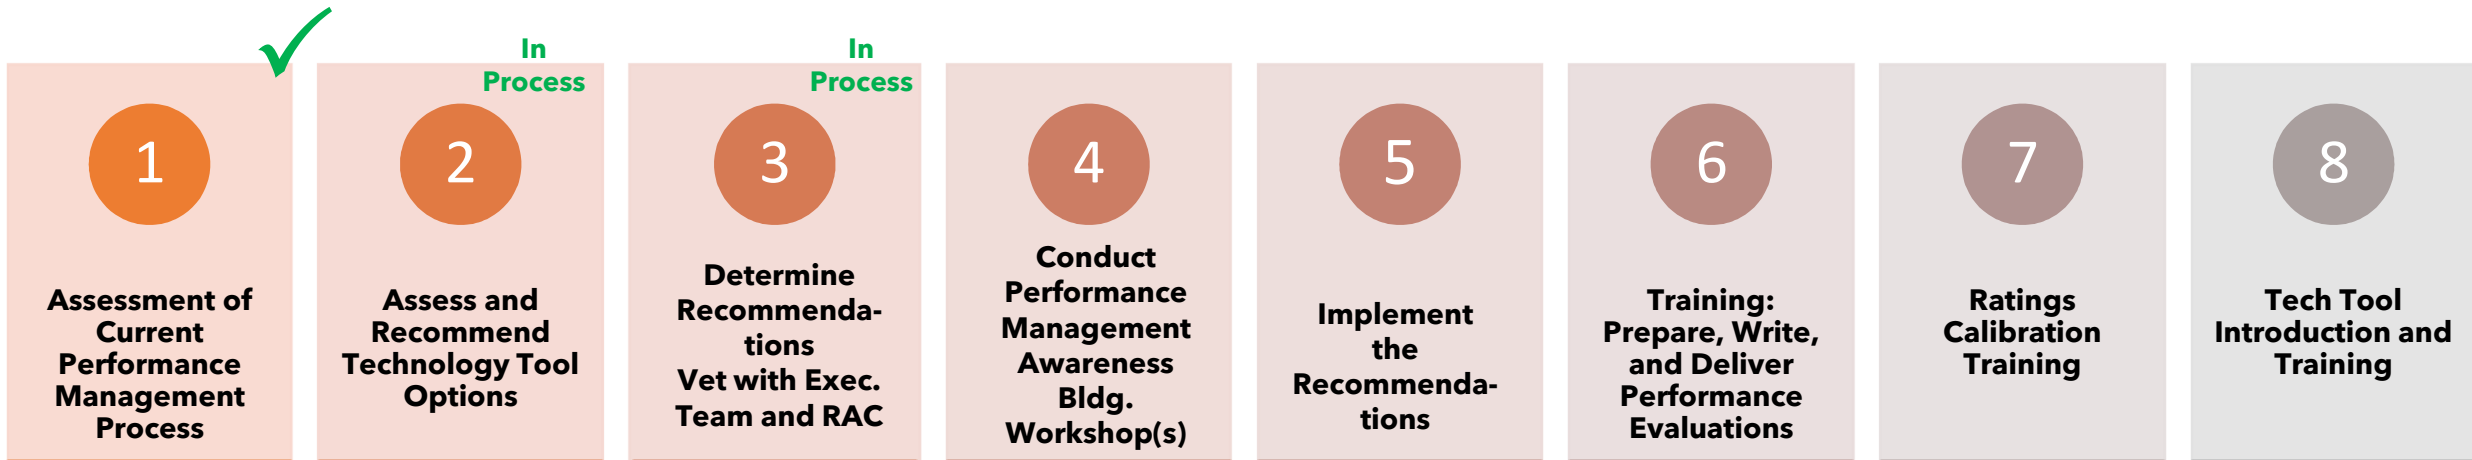 1
Assessment of
Current
Performance
Management
Process
In
Process
2
Assess and
Recommend
Technology Tool
Options
In
Process
3
Determine
Recommenda-
tions
Vet with Exec.
Team and RAC
4
Conduct
Performance
Management
Awareness
Bldg.
Workshop(s)
5
Implement
the
Recommenda-
tions
6
Training:
Prepare, Write,
and Deliver
Performance
Evaluations
7
Ratings
Calibration
Training
8
Tech Tool
Introduction and
Training